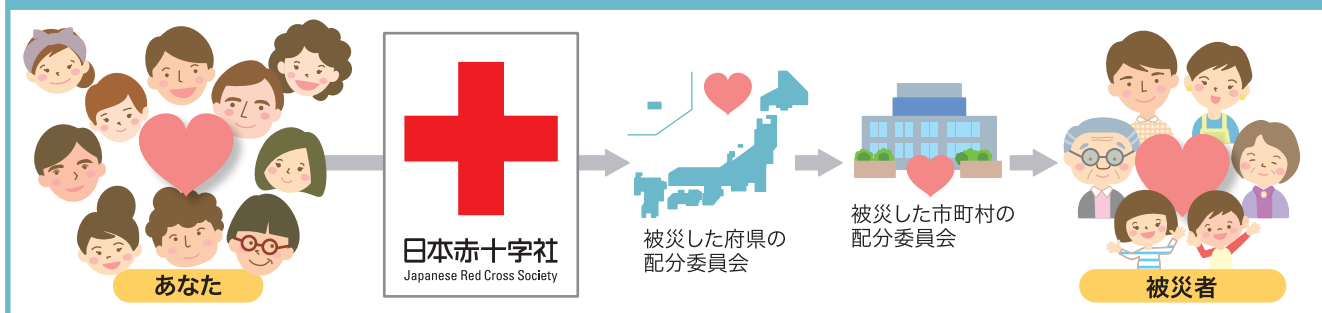 あなた
日本赤十字社
Japanese Red Cross Society
被災した府県の
配分委員会
被災した市町村の
配分委員会
被災者